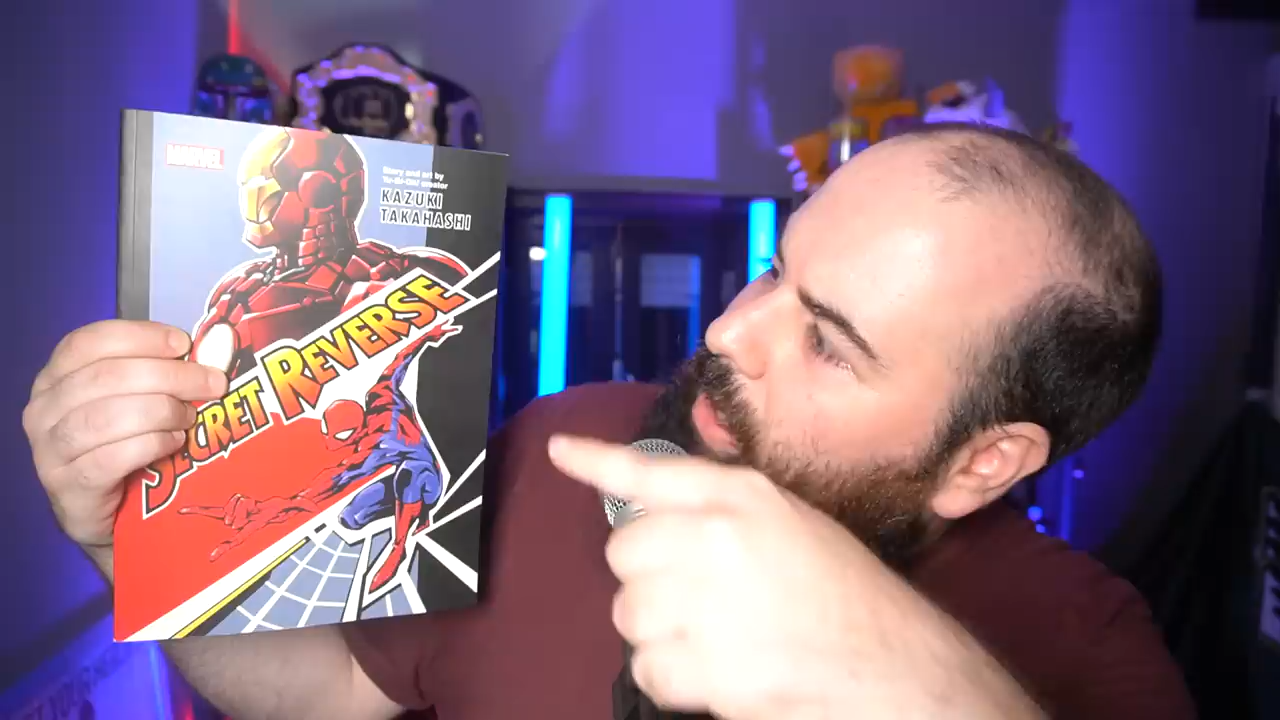 MARVEL
Story and art by
Yu-Gi-Oh! creator
KAZUKI
TAKAHASHI
SECRET REVERSE